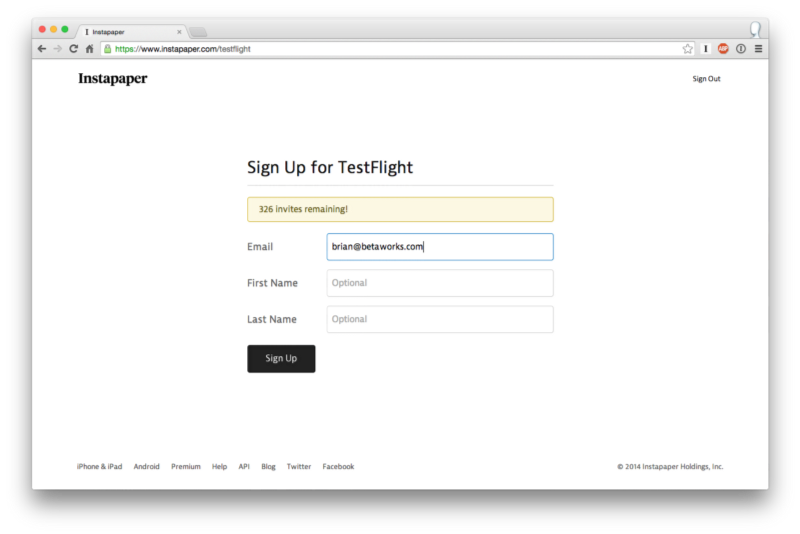 Instapaper
https://www.instapaper.com/testflight
Instapaper
Sign Out
Sign Up for TestFlight
326 invites remaining!
Email
brian@betaworks.com
First Name
Optional
Last Name
Optional
Sign Up
iPhone & iPad Android Premium Help API Blog Twitter Facebook
© 2014 Instapaper Holdings, Inc.